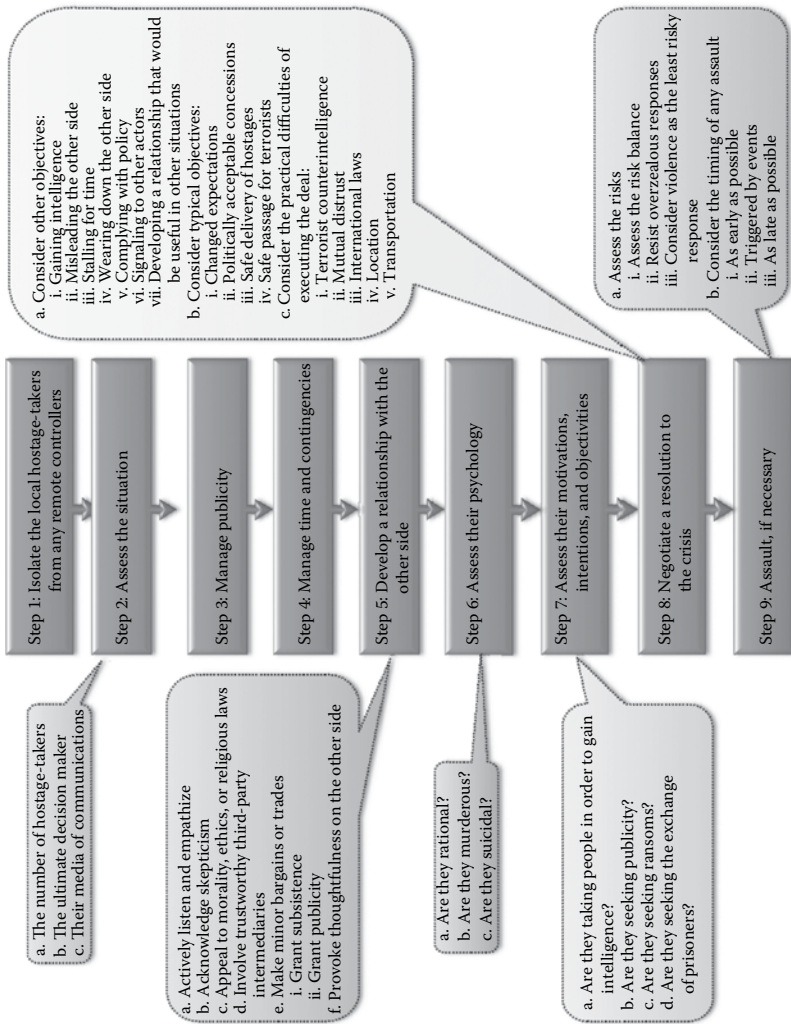 Step 1: Isolate the local hostage-takers
from any remote controllers
Step 2: Assess the situation
a. The number of hostage-takers
b. The ultimate decision maker
c. Their media of communications
Step 3: Manage publicity
Step 4: Manage time and contingencies
Step 5: Develop a relationship with the
other side
a. Actively listen and empathize
b. Acknowledge skepticism
c. Appeal to morality, ethics, or religious laws
d. Involve trustworthy third-party
intermediaries
e. Make minor bargains or trades
i. Grant subsistence
ii. Grant publicity
f. Provoke thoughtfulness on the other side
Step 6: Assess their psychology
a. Are they rational?
b. Are they murderous?
c. Are they suicidal?
Step 7: Assess their motivations,
intentions, and objectivities
a. Are they taking people in order to gain
intelligence?
b. Are they seeking publicity?
c. Are they seeking ransoms?
d. Are they seeking the exchange
of prisoners?
Step 8: Negotiate a resolution to
the crisis
a. Consider other objectives:
i. Gaining intelligence
ii. Misleading the other side
iii. Stalling for time
iv. Wearing down the other side
v. Complying with policy
vi. Signaling to other actors
vii. Developing a relationship that would
be useful in other situations
b. Consider typical objectives:
i. Changed expectations
ii. Politically acceptable concessions
iii. Safe delivery of hostages
iv. Safe passage for terrorists
c. Consider the practical difficulties of
executing the deal:
i. Terrorist counterintelligence
ii. Mutual distrust
iii. International laws
iv. Location
v. Transportation
Step 9: Assault, if necessary
a. Assess the risks
i. Assess the risk balance
ii. Resist overzealous responses
iii. Consider violence as the least risky
response
b. Consider the timing of any assault
i. As early as possible
ii. Triggered by events
iii. As late as possible